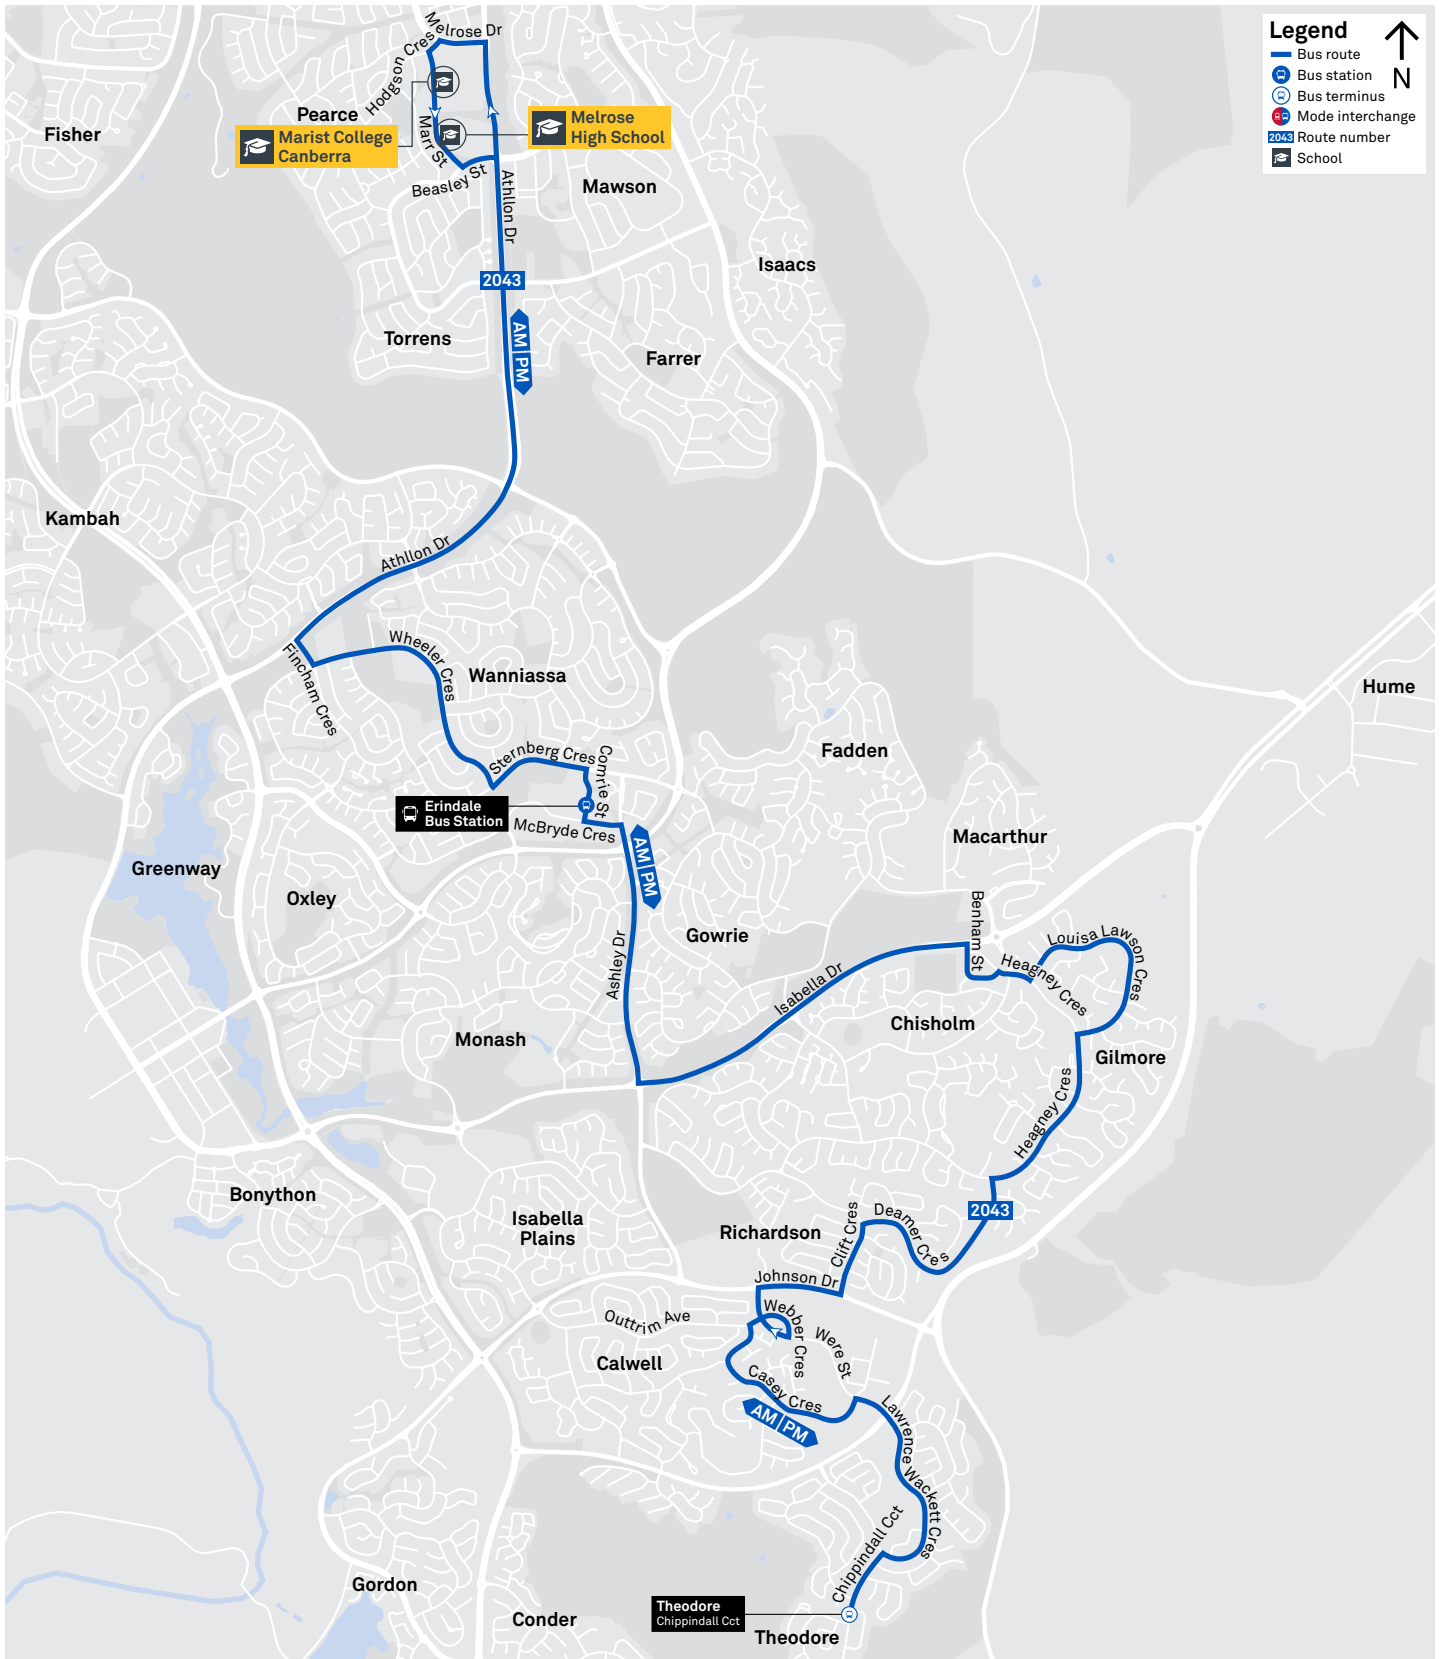 Legend
N
Bus route
Bus station
Bus terminus
Mode interchange
2043 Route number
School
Melrose Dr
Hodgson Cres
Pearce
Fisher
Marist College
Canberra
Melrose
High School
Marr St
Beasley St
Athllon Dr
Mawson
Isaacs
2043
AM PM
Torrens
Farrer
Kambah
Athllon Dr
Fincham Cres
Wheeler Cres
Wanniassa
Hume
Fadden
Sternberg Cres
Comrie St
Erindale
Bus Station
McBryde Cres
AM PM
Macarthur
Greenway
Oxley
Benham St
Gowrie
Louisa Lawson Cres
Ashley Dr
Isabella Dr
Heagney Cres
Chisholm
Monash
Gilmore
Heagney Cres
Bonython
Isabella
Plains
Richardson
Clift Cres
Deamer Cres
2043
Johnson Dr
Outtrim Ave
Webber Cres
Were St
Calwell
Casey Cres
AM PM
Lawrence Wackett Cres
Chippindall Cct
Gordon
Conder
Theodore
Chippindall Cct
Theodore